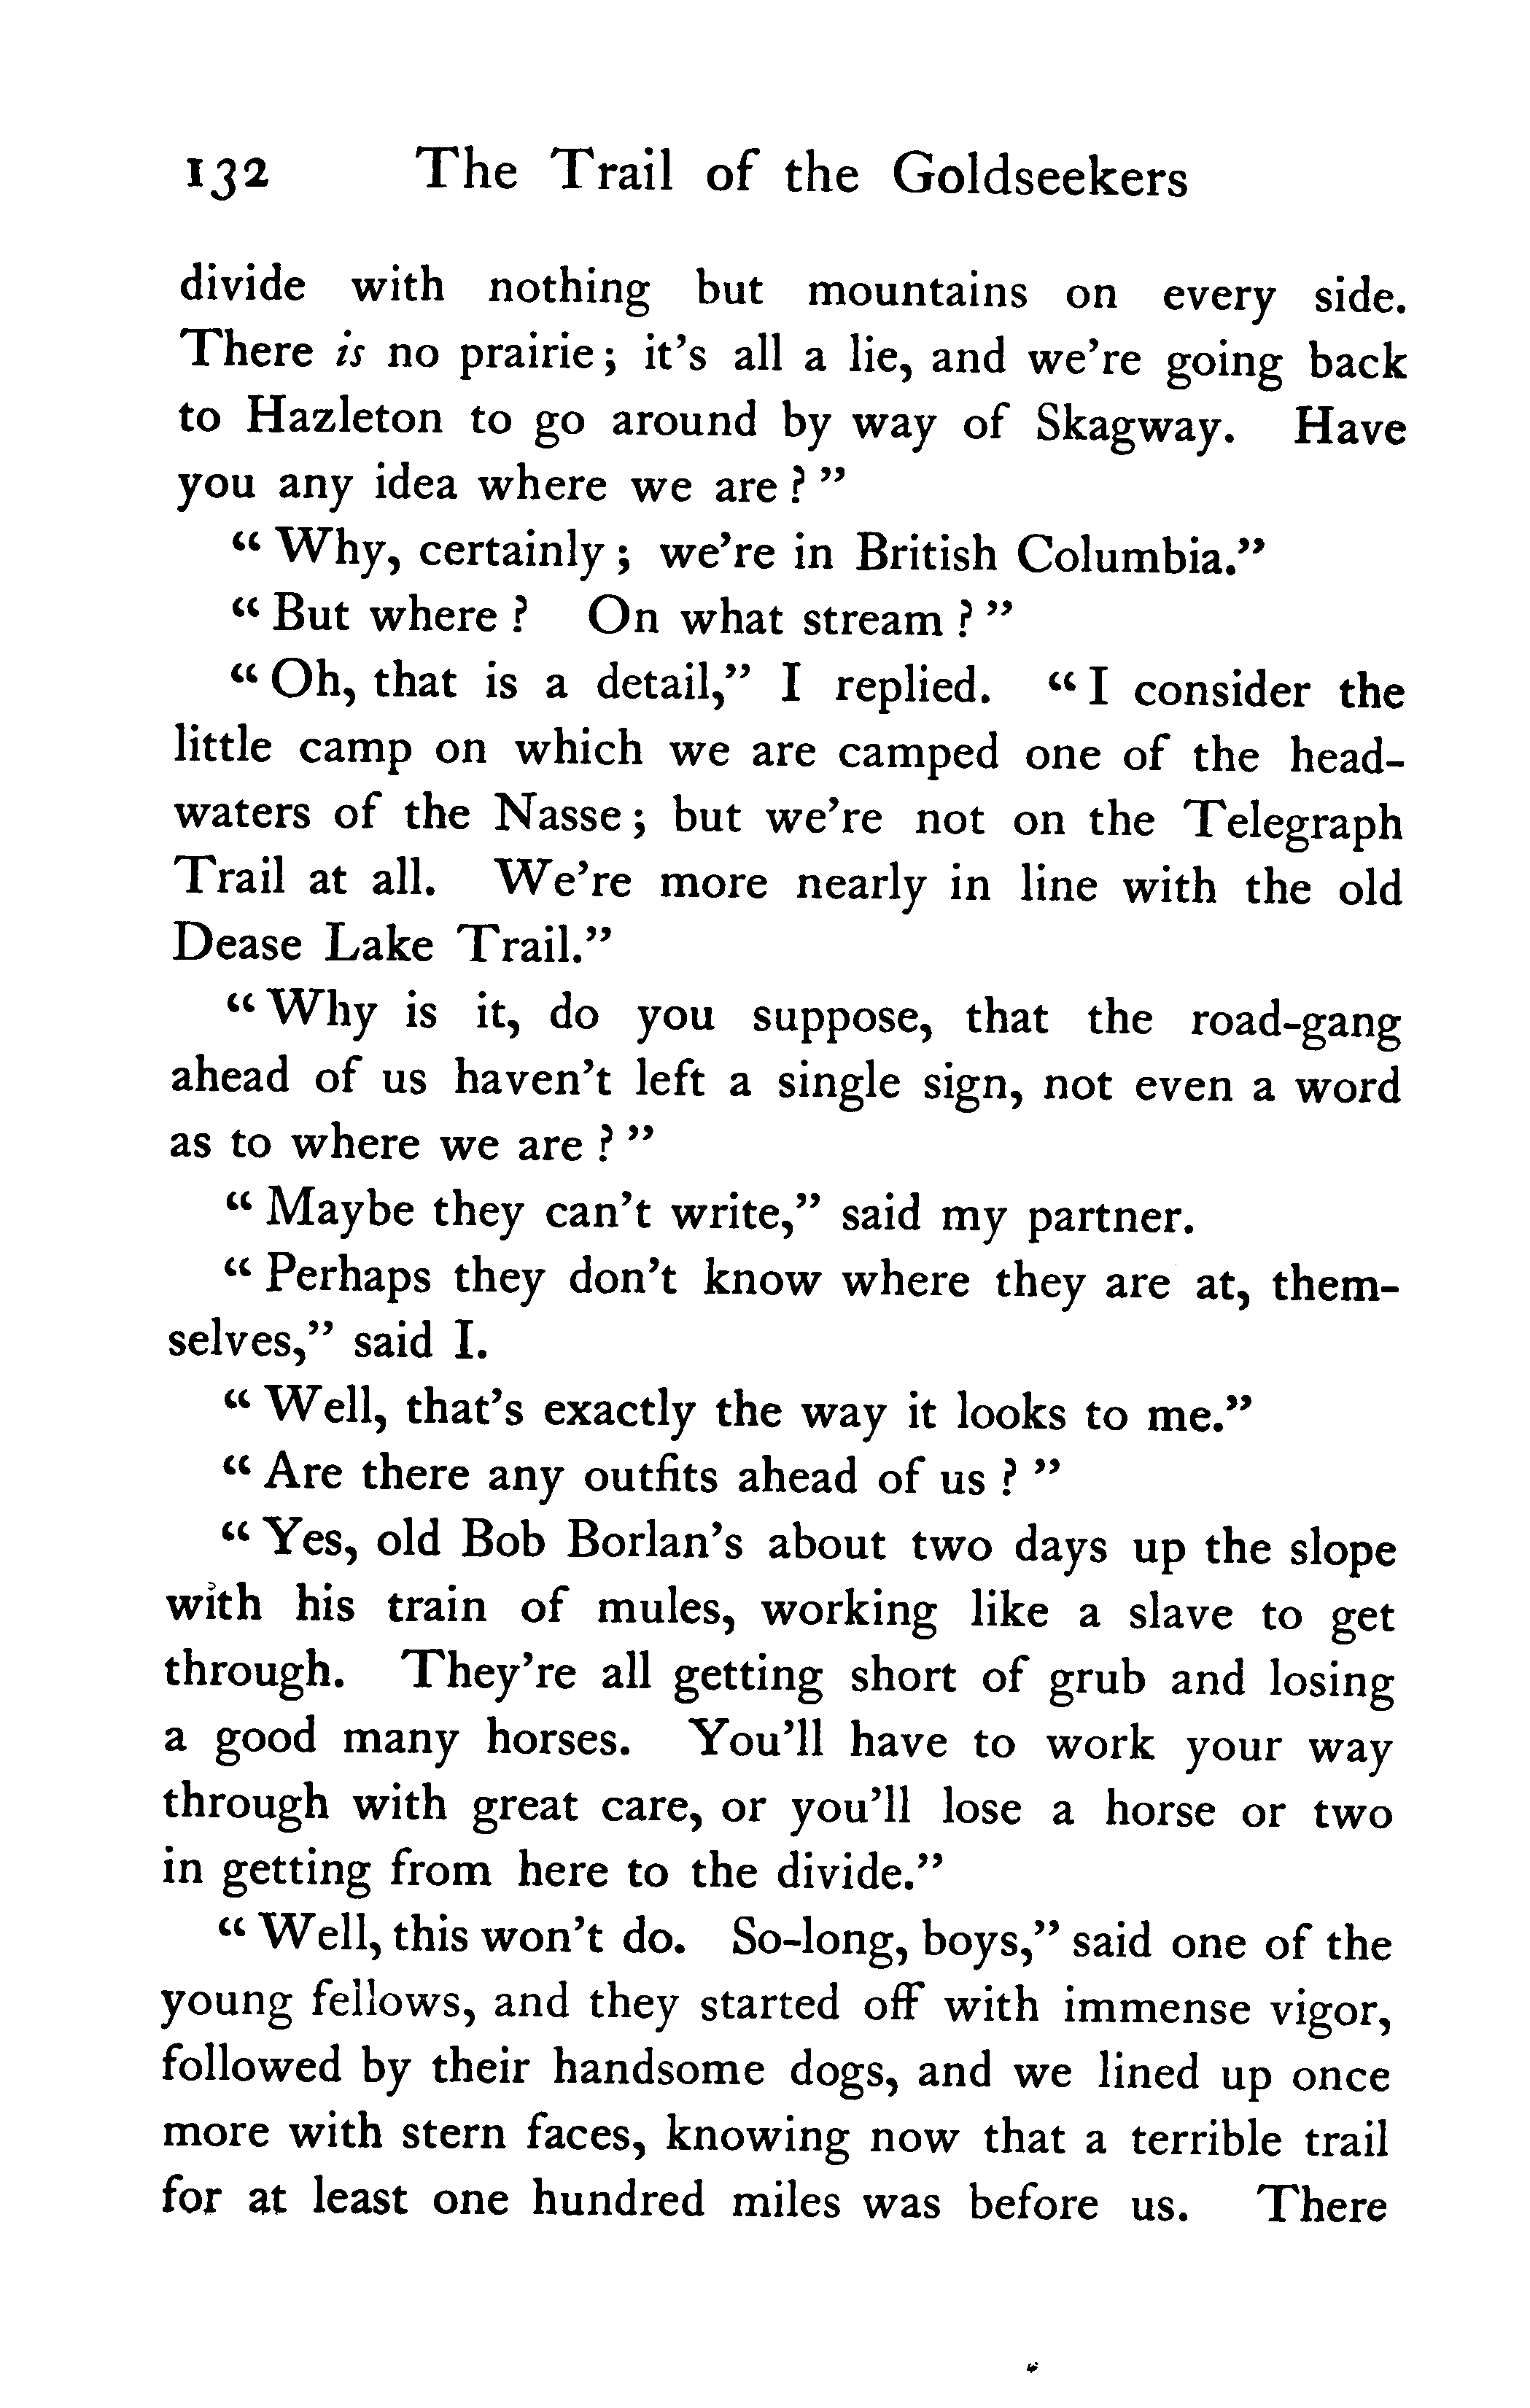 132 The Trail of the Goldseekers
divide with nothing but mountains on every side.
There is no prairie; it's all a lie, and we're going back
to Hazleton to go around by way of Skagway. Have
you any idea where we are?"
"Why, certainly; we're in British Columbia."
"But where? On what stream?"
"Oh, that is a detail," I replied. "I consider the
little camp on which we are camped one of the head-
waters of the Nasse; but we're not on the Telegraph
Trail at all. We're more nearly in line with the old
Dease Lake Trail."
"Why is it, do you suppose, that the road-gang
ahead of us haven't left a single sign, not even a word
as to where we are?"
"Maybe they can't write," said my partner.
"Perhaps they don't know where they are at, them-
selves," said I.
"Well, that's exactly the way it looks to me."
"Are there any outfits ahead of us?"
"Yes, old Bob Borlan's about two days up the slope
with his train of mules, working like a slave to get
through. They're all getting short of grub and losing
a good many horses. You'll have to work your way
through with great care, or you'll lose a horse or two
in getting from here to the divide."
"Well, this won't do. So-long, boys," said one of the
young fellows, and they started off with immense vigor,
followed by their handsome dogs, and we lined up once
more with stern faces, knowing now that a terrible trail
for at least one hundred miles was before us. There